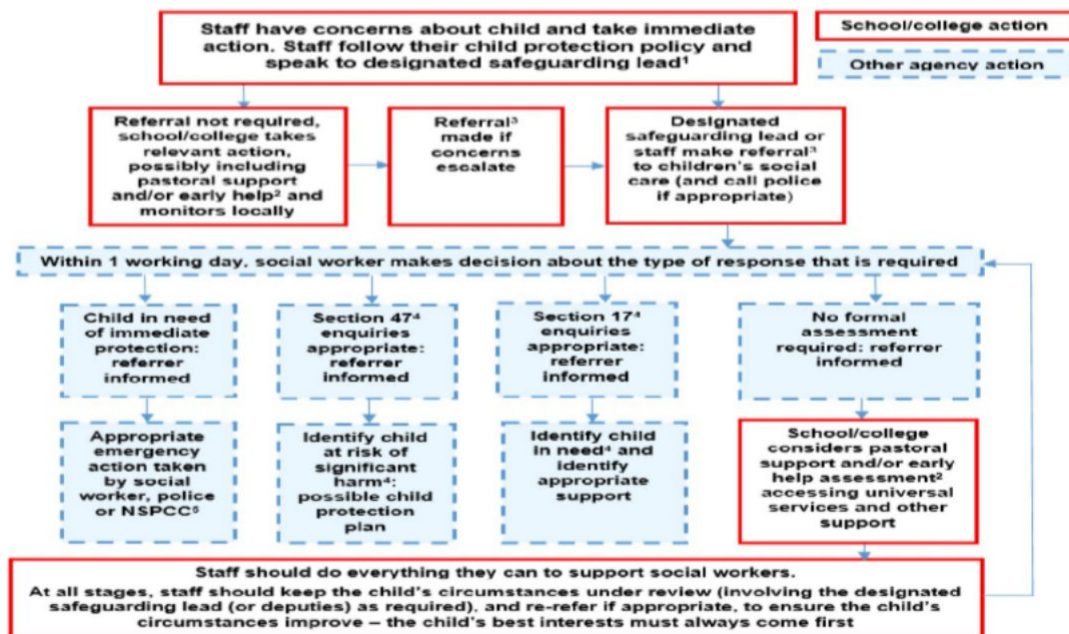 Staff have concerns about child and take immediate
action. Staff follow their child protection policy and
speak to designated safeguarding lead¹
School/college action
Other agency action
Referral not required,
school/college takes
relevant action,
possibly including
pastoral support
and/or early help² and
monitors locally
Referral³
made if
concerns
escalate
Designated
safeguarding lead or
staff make referral³
to children's social
care (and call police
if appropriate)
Within 1 working day, social worker makes decision about the type of response that is required
Child in need
of immediate
protection:
referrer
informed
Section 47⁴
enquiries
appropriate:
referrer
informed
Section 17⁴
enquiries
appropriate:
referrer
informed
No formal
assessment
required: referrer
informed
Appropriate
emergency
action taken
by social
worker, police
or NSPCC⁵
Identify child
at risk of
significant
harm⁴:
possible child
protection
plan
Identify child
in need⁴ and
identify
appropriate
support
School/college
considers pastoral
support and/or early
help assessment²
accessing universal
services and other
support
Staff should do everything they can to support social workers.
At all stages, staff should keep the child's circumstances under review (involving the designated
safeguarding lead (or deputies) as required), and re-refer if appropriate, to ensure the child's
circumstances improve – the child's best interests must always come first